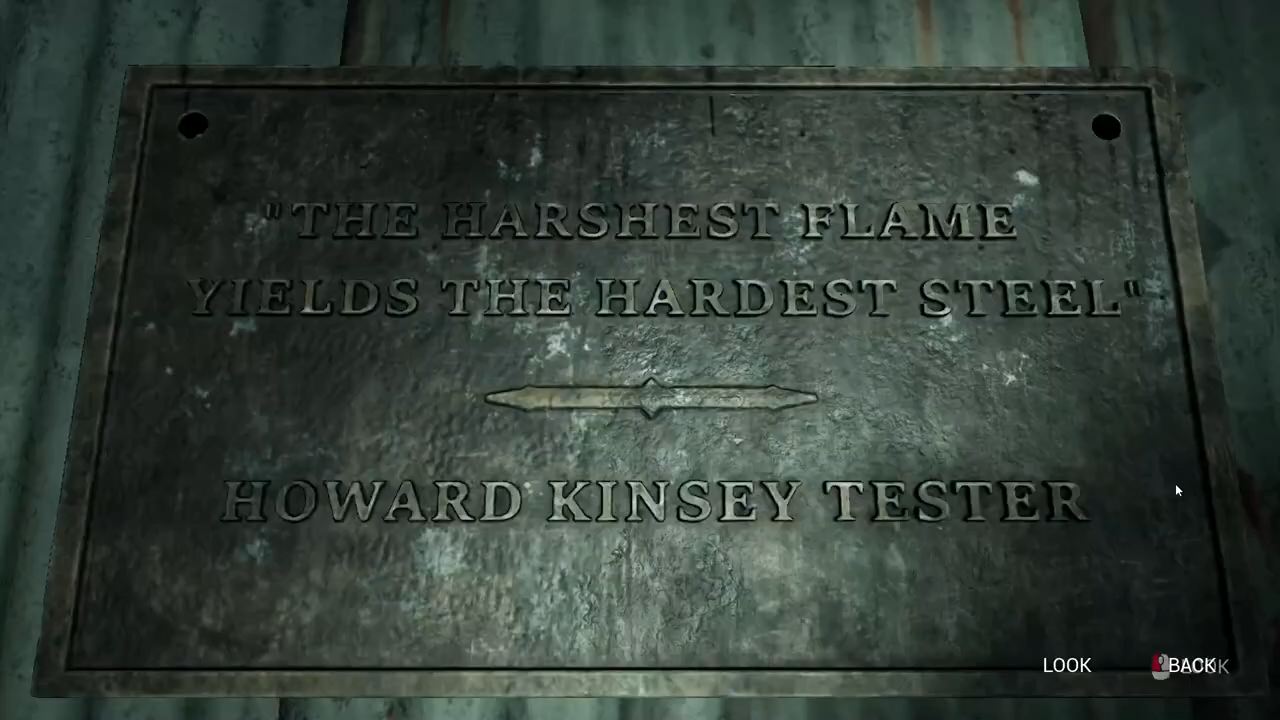 "THE HARSHEST FLAME
YIELDS THE HARDEST STEEL"
HOWARD KINSEY TESTER
LOOK BACK